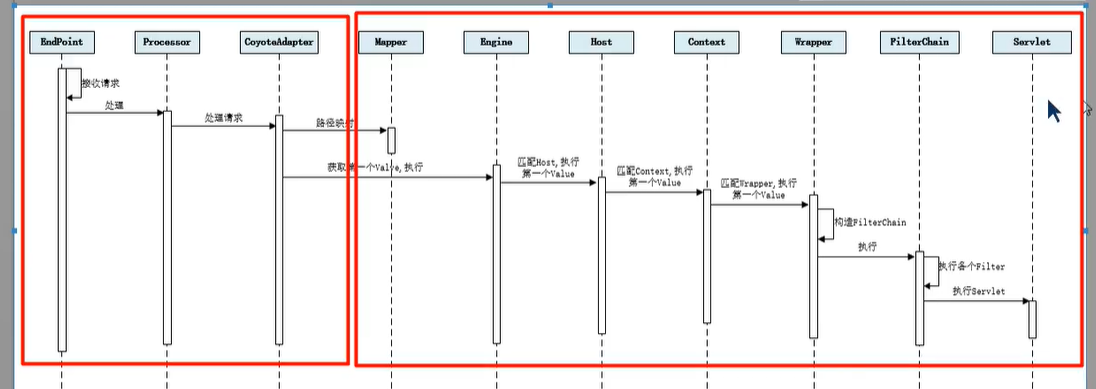 EndPoint
Processor
CoyoteAdapter
Mapper
Engine
Host
Context
Wrapper
FilterChain
Servlet
接收请求
处理
处理请求
路径映射
获取第一个Valve,执行
匹配Host,执行
第一个Value
匹配Context,执行
第一个Value
匹配Wrapper,执行
第一个Value
构造FilterChain
执行
执行各个Filter
执行Servlet